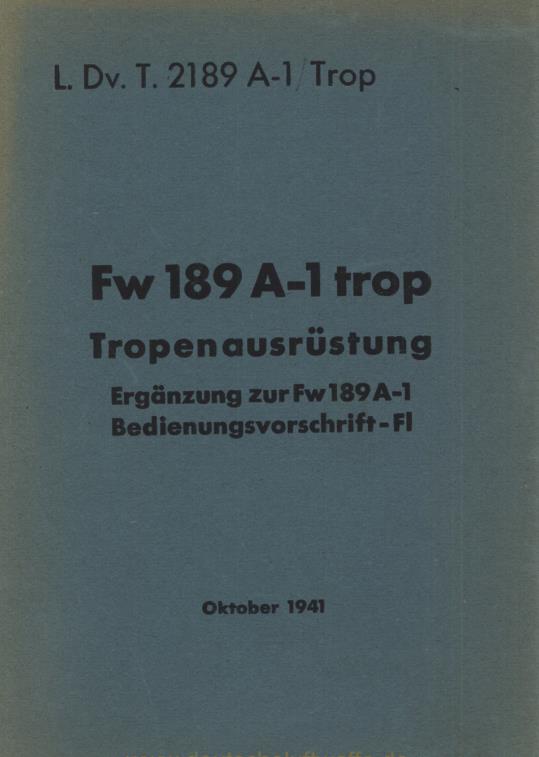 L. Dv. T. 2189 A-1/Trop
Fw 189 A-1 trop
Tropenausrüstung
Ergänzung zur Fw 189 A-1
Bedienungsvorschrift-Fl
Oktober 1941